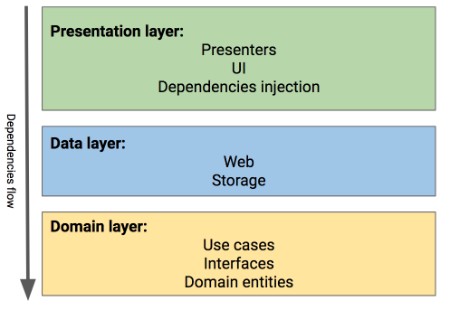 Presentation layer:
Presenters
UI
Dependencies injection
Dependencies flow
Data layer:
Web
Storage
Domain layer:
Use cases
Interfaces
Domain entities